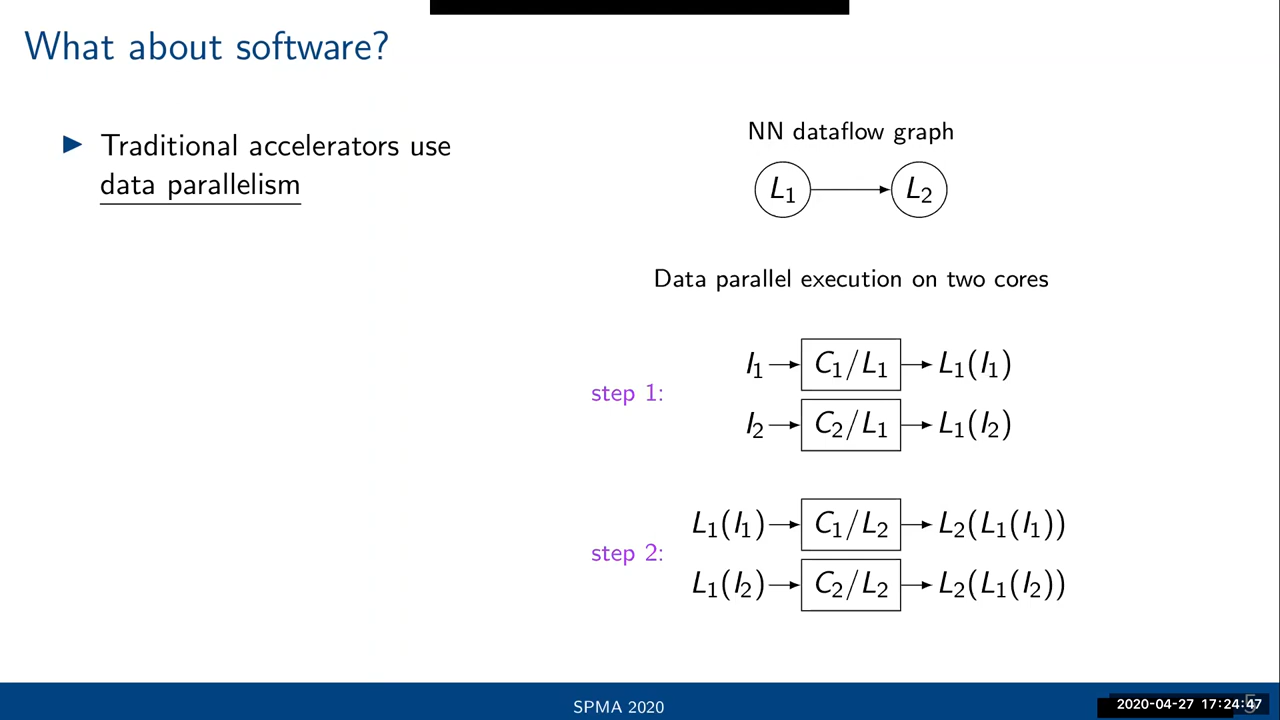 What about software?
▶ Traditional accelerators use
data parallelism
NN dataflow graph
L₁ L₂
Data parallel execution on two cores
step 1:
I₁ C₁/L₁ L₁(I₁)
I₂ C₂/L₁ L₁(I₂)
step 2:
L₁(I₁) C₁/L₂ L₂(L₁(I₁))
L₁(I₂) C₂/L₂ L₂(L₁(I₂))
SPMA 2020
5
2020-04-27 17:24:47